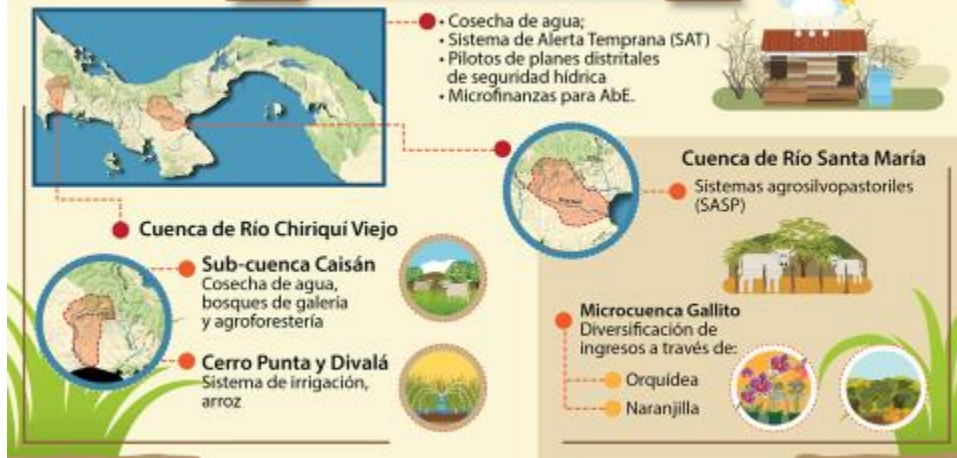 • Cosecha de agua;
• Sistema de Alerta Temprana (SAT)
• Pilotos de planes distritales
de seguridad hídrica
• Microfinanzas para AbE.
Cuenca de Río Santa María
Sistemas agrosilvopastoriles
(SASP)
Cuenca de Río Chiriquí Viejo
Sub-cuenca Caisán
Cosecha de agua,
bosques de galería
y agroforestería
Cerro Punta y Divalá
Sistema de irrigación,
arroz
Microcuenca Gallito
Diversificación de
ingresos a través de:
Orquídea
Naranjilla